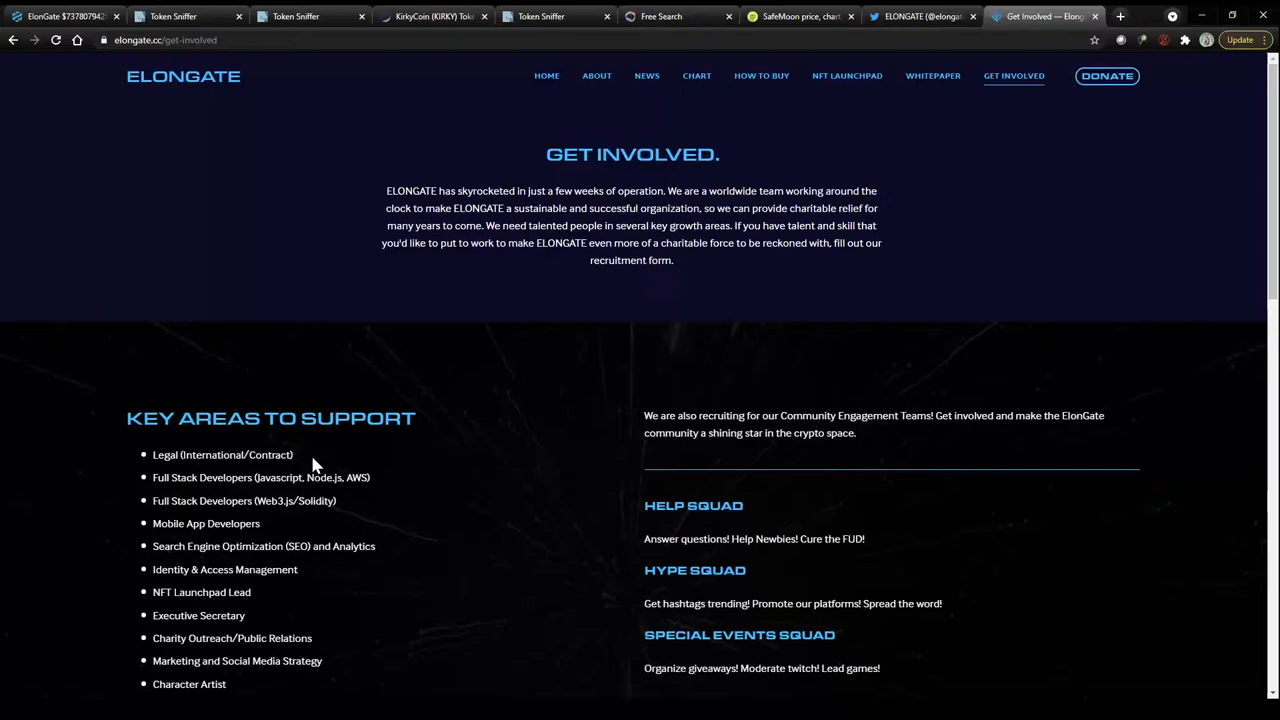 ElonGate $737807942
Token Sniffer
Token Sniffer
KirkyCoin (KIRKY) Toke
Token Sniffer
Free Search
SafeMoon price, chart,
ELONGATE (@elongat
Get Involved — Elong
Update
elongate.cc/get-involved
ELONGATE
HOME
ABOUT
NEWS
CHART
HOW TO BUY
NFT LAUNCHPAD
WHITEPAPER
GET INVOLVED
DONATE
GET INVOLVED.
ELONGATE has skyrocketed in just a few weeks of operation. We are a worldwide team working around the
clock to make ELONGATE a sustainable and successful organization, so we can provide charitable relief for
many years to come. We need talented people in several key growth areas. If you have talent and skill that
you'd like to put to work to make ELONGATE even more of a charitable force to be reckoned with, fill out our
recruitment form.
KEY AREAS TO SUPPORT
Legal (International/Contract)
Full Stack Developers (Javascript, Node.js, AWS)
Full Stack Developers (Web3.js/Solidity)
Mobile App Developers
Search Engine Optimization (SEO) and Analytics
Identity & Access Management
NFT Launchpad Lead
Executive Secretary
Charity Outreach/Public Relations
Marketing and Social Media Strategy
Character Artist
We are also recruiting for our Community Engagement Teams! Get involved and make the ElonGate
community a shining star in the crypto space.
HELP SQUAD
Answer questions! Help Newbies! Cure the FUD!
HYPE SQUAD
Get hashtags trending! Promote our platforms! Spread the word!
SPECIAL EVENTS SQUAD
Organize giveaways! Moderate twitch! Lead games!